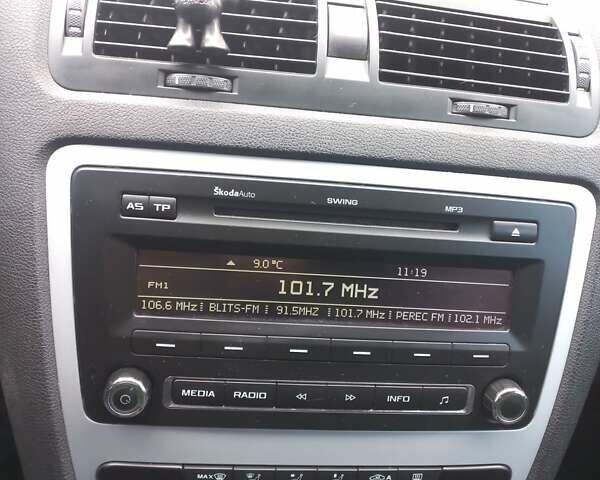 ŠkodaAuto SWING MP3
AS TP
9.0 °C 11:19
FM1 101.7 MHz
106.6 MHz BLITS-FM 91.5MHZ 101.7 MHz PEREC FM 102.1 MHz
MEDIA RADIO INFO
MAX A